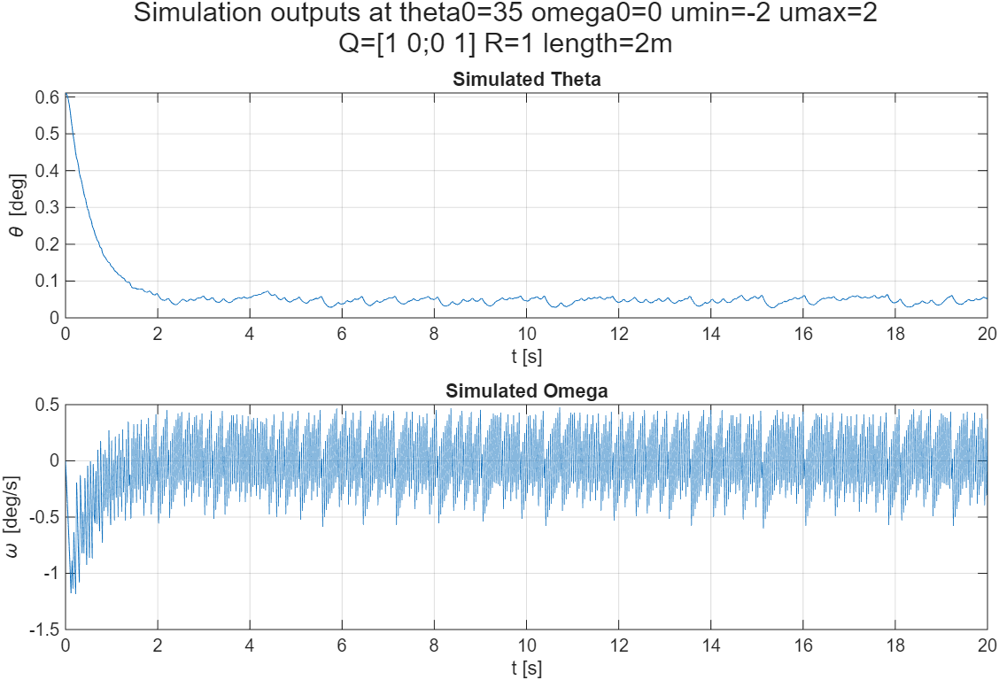 Simulation outputs at theta0=35 omega0=0 umin=-2 umax=2
Q=[1 0;0 1] R=1 length=2m
Simulated Theta
0.6
0.5
0.4
0.3
0.2
0.1
0
θ [deg]
0 2 4 6 8 10 12 14 16 18 20
t [s]
Simulated Omega
0.5
0
-0.5
-1
-1.5
ω [deg/s]
0 2 4 6 8 10 12 14 16 18 20
t [s]